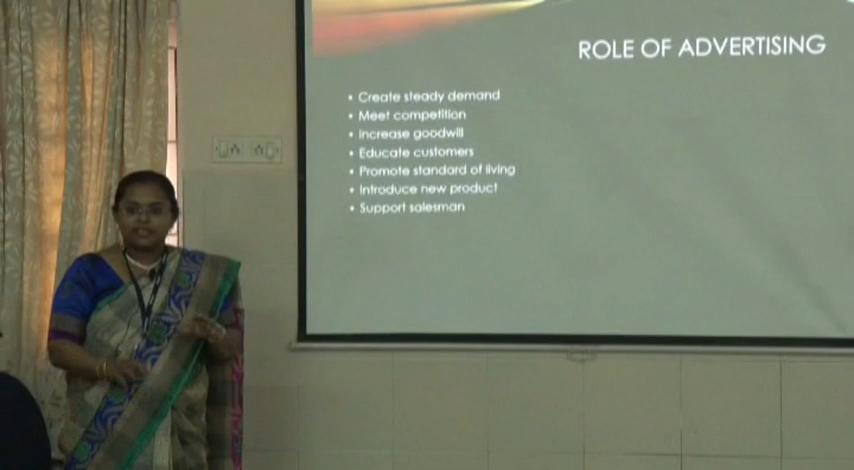 ROLE OF ADVERTISING
• Create steady demand
• Meet competition
• Increase goodwill
• Educate customers
• Promote standard of living
• Introduce new product
• Support salesman